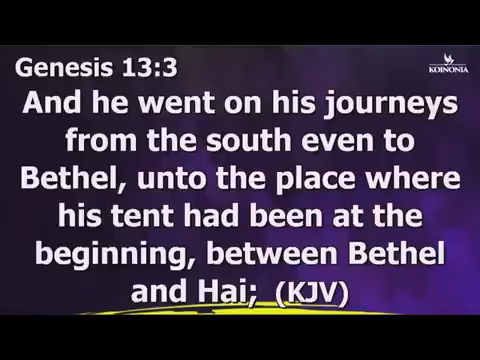 KOINONIA
Genesis 13:3
And he went on his journeys
from the south even to
Bethel, unto the place where
his tent had been at the
beginning, between Bethel
and Hai; (KJV)